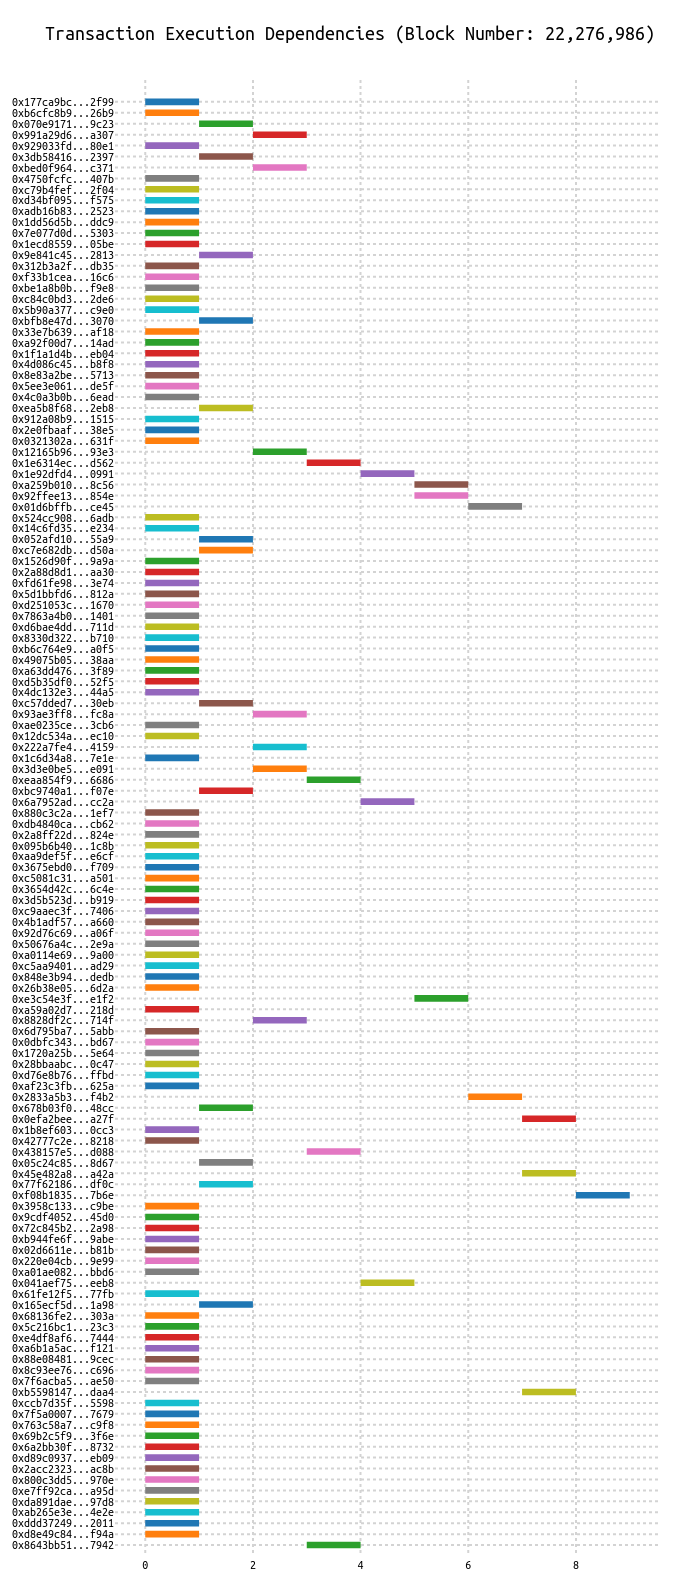 Transaction Execution Dependencies (Block Number: 22,276,986)
0x177ca9bc...2f99
0xb6cfc8b9...26b9
0x070e9171...9c23
0x991a29d6...a307
0x929033fd...80e1
0x3db58416...2397
0xbed0f964...c371
0x4750fcfc...407b
0xc79b4fef...2f04
0xd34bf095...f575
0xadb16b83...2523
0x1dd56d5b...ddc9
0x7e077d0d...5303
0x1ecd8559...05be
0x9e841c45...2813
0x312b3a2f...db35
0xf33b1cea...16c6
0xbe1a8b0b...f9e8
0xc84c0bd3...2de6
0x5b90a377...c9e0
0xbfb8e47d...3070
0x33e7b639...af18
0xa92f00d7...14ad
0x1f1a1d4b...eb04
0x4d086c45...b8f8
0x8e83a2be...5713
0x5ee3e061...de5f
0x4c0a3b0b...6ead
0xea5b8f68...2eb8
0x912a08b9...1515
0x2e0fbaaf...38e5
0x0321302a...631f
0x12165b96...93e3
0x1e6314ec...d562
0x1e92dfd4...0991
0xa259b010...8c56
0x92ffee13...854e
0x01d6bffb...ce45
0x524cc908...6adb
0x14c6fd35...e234
0x052afd10...55a9
0xc7e682db...d50a
0x1526d90f...9a9a
0x2a88d8d1...aa30
0xfd61fe98...3e74
0x5d1bbfd6...812a
0xd251053c...1670
0x7863a4b0...1401
0xd6bae4dd...711d
0x8330d322...b710
0xb6c764e9...a0f5
0x49075b05...38aa
0xa63dd476...3f89
0xd5b35df0...52f5
0x4dc132e3...44a5
0xc57dded7...30eb
0x93ae3ff8...fc8a
0xae0235ce...3cb6
0x12dc534a...ec10
0x222a7fe4...4159
0x1c6d34a8...7e1e
0x3d3e0be5...e091
0xeaa854f9...6686
0xbc9740a1...f07e
0x6a7952ad...cc2a
0x880c3c2a...1ef7
0xdb4840ca...cb62
0x2a8ff22d...824e
0x095b6b40...1c8b
0xaa9def5f...e6cf
0x3675ebd0...f709
0xc5081c31...a501
0x3654d42c...6c4e
0x3d5b523d...b919
0xc9aaec3f...7406
0x4b1adf57...a660
0x92d76c69...a06f
0x50676a4c...2e9a
0xa0114e69...9a00
0xc5aa9401...ad29
0x848e3b94...dedb
0x26b38e05...6d2a
0xe3c54e3f...e1f2
0xa59a02d7...218d
0x8828df2c...714f
0x6d795ba7...5abb
0x0dbfc343...bd67
0x1720a25b...5e64
0x28bbaabc...0c47
0xd76e8b76...ffbd
0xaf23c3fb...625a
0x2833a5b3...f4b2
0x678b03f0...48cc
0x0efa2bee...a27f
0x1b8ef603...0cc3
0x42777c2e...8218
0x438157e5...d088
0x05c24c85...8d67
0x45e482a8...a42a
0x77f62186...df0c
0xf08b1835...7b6e
0x3958c133...c9be
0x9cdf4052...45d0
0x72c845b2...2a98
0xb944fe6f...9abe
0x02d6611e...b81b
0x220e04cb...9e99
0xa01ae082...bbd6
0x041aef75...eeb8
0x61fe12f5...77fb
0x165ecf5d...1a98
0x68136fe2...303a
0x5c216bc1...23c3
0xe4df8af6...7444
0xa6b1a5ac...f121
0x88e08481...9cec
0x8c93ee76...c696
0x7f6acba5...ae50
0xb5598147...daa4
0xccb7d35f...5598
0x7f5a0007...7679
0x763c58a7...c9f8
0x69b2c5f9...3f6e
0x6a2bb30f...8732
0xd89c0937...eb09
0x2acc2323...ac8b
0x800c3dd5...970e
0xe7ff92ca...a95d
0xda891dae...97d8
0xab265e3e...4e2e
0xddd37249...2011
0xd8e49c84...f94a
0x8643bb51...7942
0 2 4 6 8